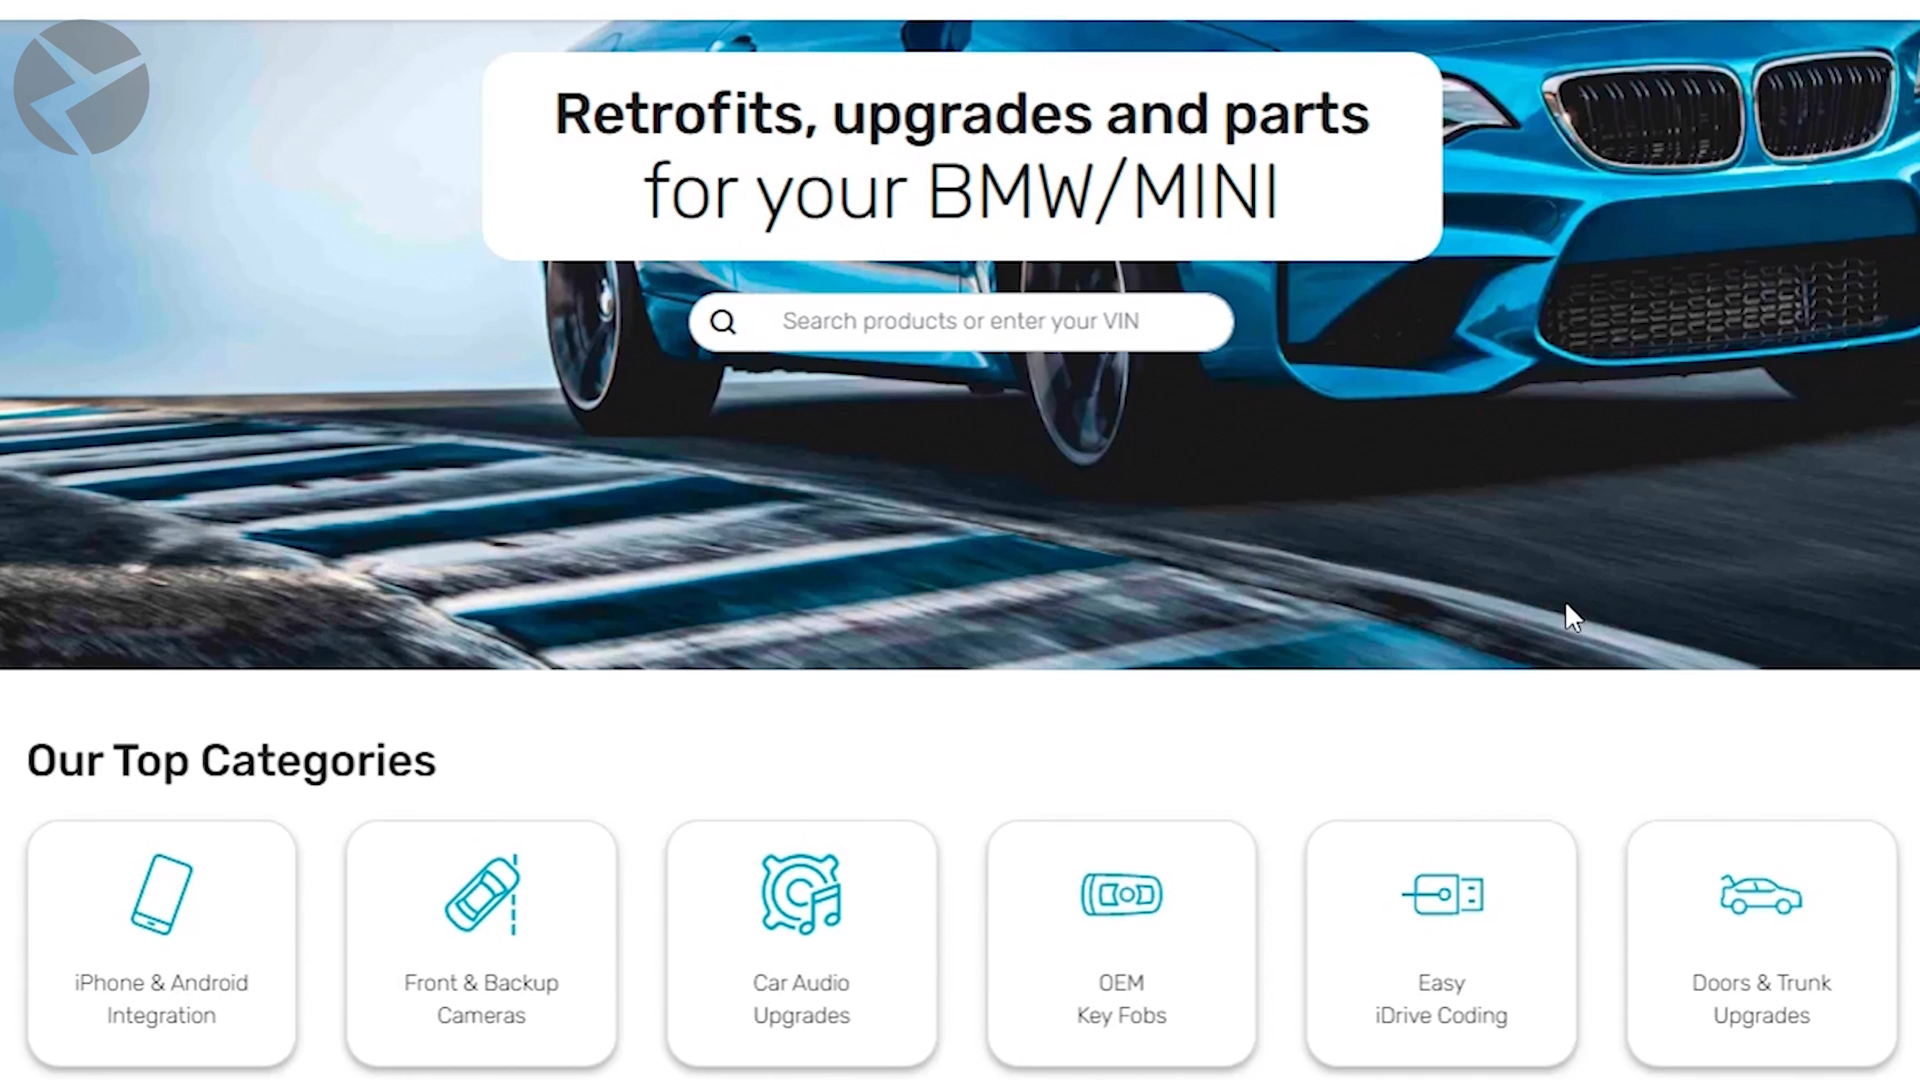 Retrofits, upgrades and parts
for your BMW/MINI
Search products or enter your VIN
Our Top Categories
iPhone & Android
Integration
Front & Backup
Cameras
Car Audio
Upgrades
OEM
Key Fobs
Easy
iDrive Coding
Doors & Trunk
Upgrades